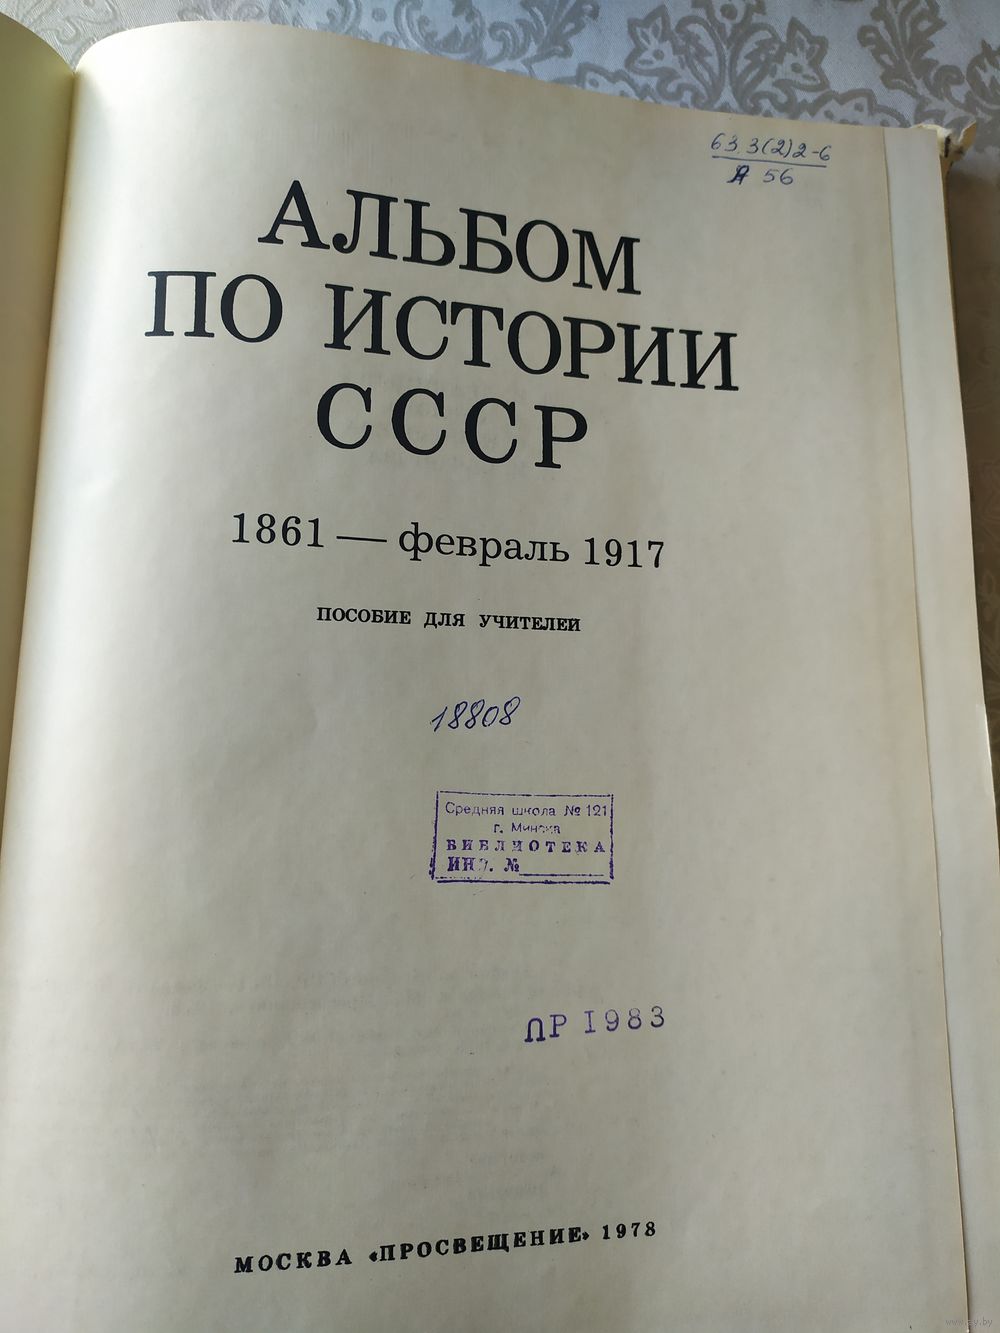 63.3(2)2-6
Я 56
АЛЬБОМ
ПО ИСТОРИИ
СССР
1861 — февраль 1917
ПОСОБИЕ ДЛЯ УЧИТЕЛЕЙ
18808
Средняя школа № 121
г. Минска
БИБЛИОТЕКА
ИНВ. №
ПР 1983
МОСКВА «ПРОСВЕЩЕНИЕ» 1978